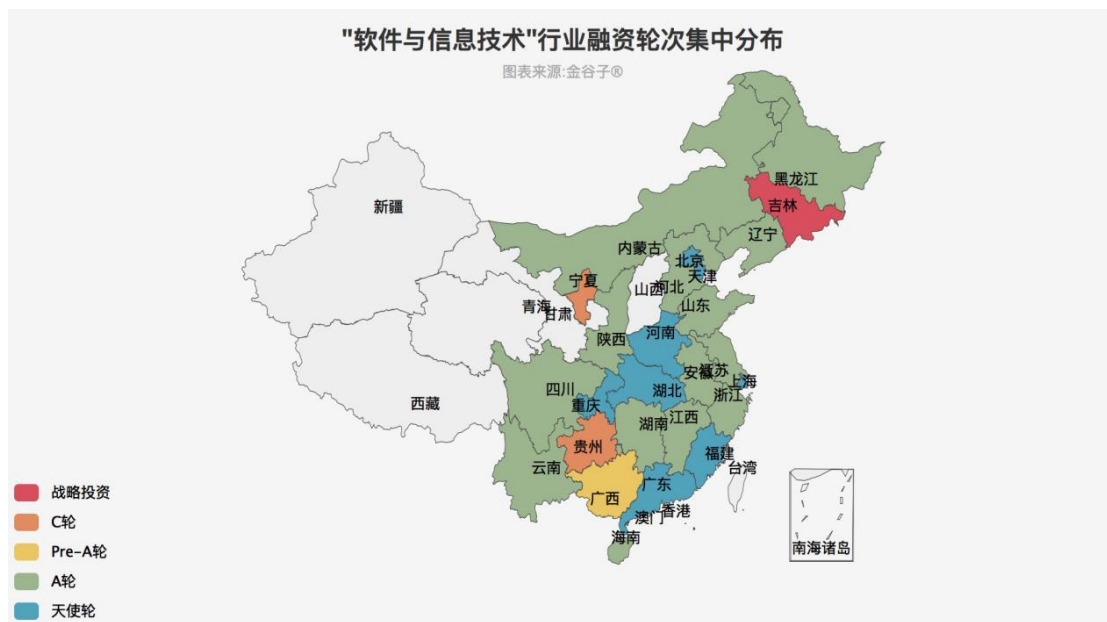 "软件与信息技术"行业融资轮次集中分布
图表来源:金谷子®
黑龙江
吉林
新疆
辽宁
内蒙古
北京
天津
宁夏
山西
河北
青海
甘肃
山东
陕西
河南
安徽
江苏
上海
四川
湖北
浙江
西藏
重庆
湖南
江西
贵州
福建
云南
台湾
广西
广东
澳门
香港
海南
南海诸岛
战略投资
C轮
Pre-A轮
A轮
天使轮